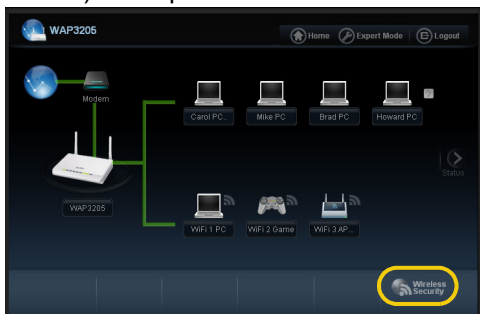 WAP3205
Home Expert Mode Logout
Modem
Carol PC.. Mike PC Brad PC Howard PC
Status
WAP3205
WiFi 1 PC WiFi 2 Game WiFi 3 AP...
Wireless
Security